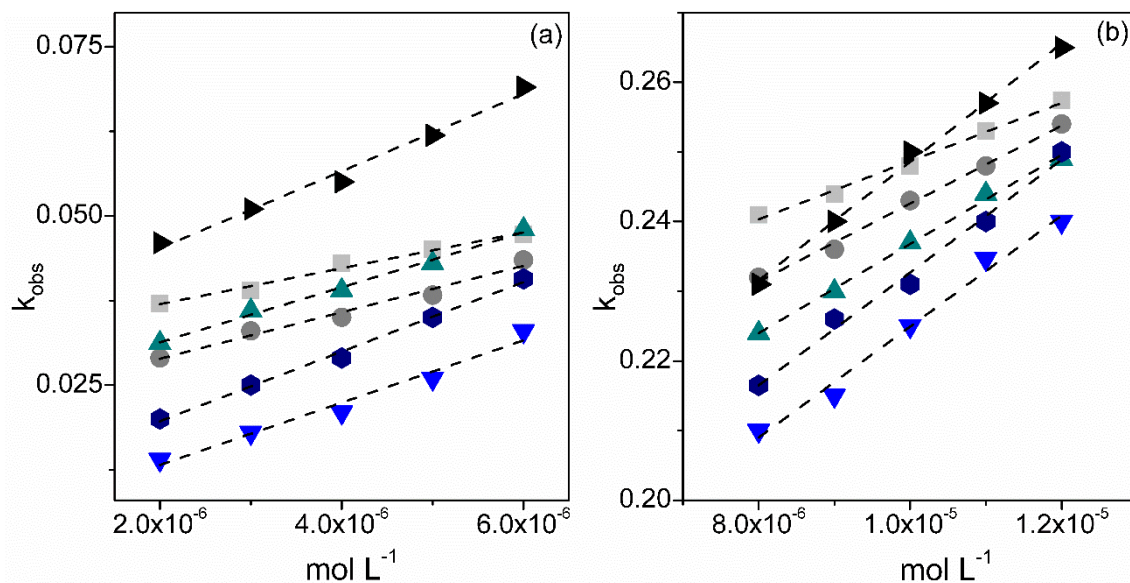 (a)
k_obs
0.075
0.050
0.025
2.0x10⁻⁶ 4.0x10⁻⁶ 6.0x10⁻⁶
mol L⁻¹
(b)
k_obs
0.26
0.24
0.22
0.20
8.0x10⁻⁶ 1.0x10⁻⁵ 1.2x10⁻⁵
mol L⁻¹